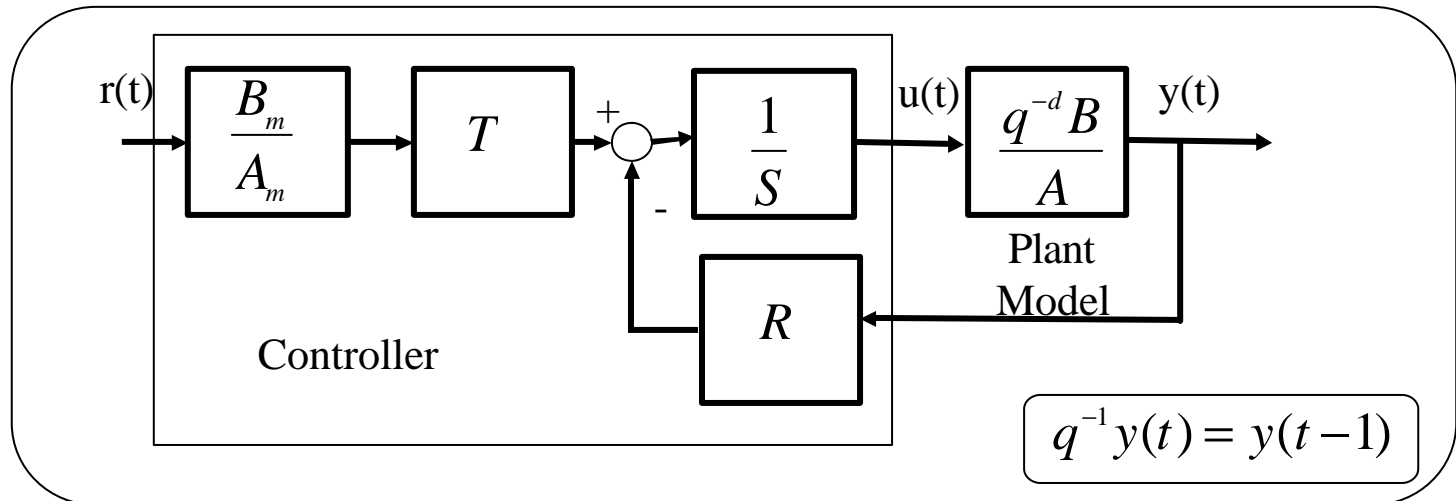 r(t)
B_m
A_m
T
+
-
1
S
u(t)
q^{-d} B
A
y(t)
Plant
Model
R
Controller
q^{-1} y(t) = y(t-1)